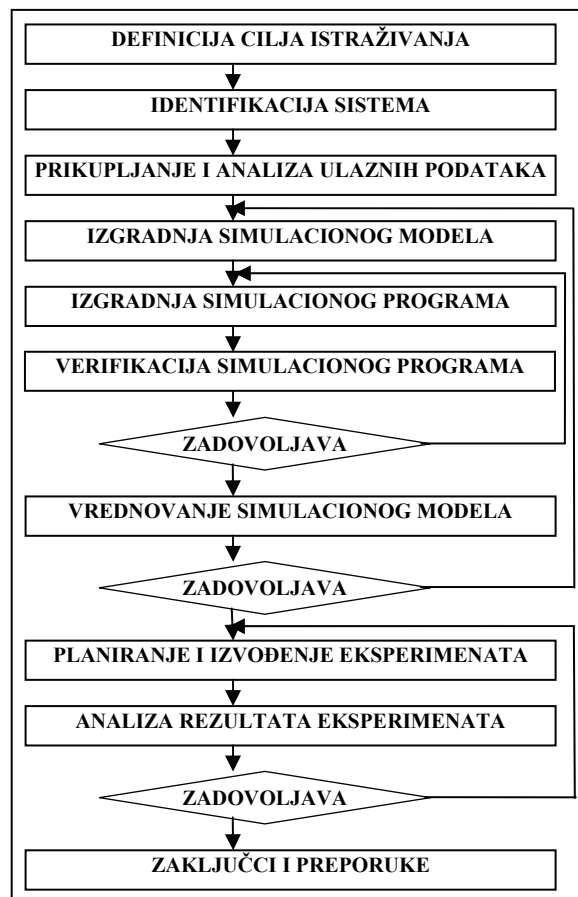 DEFINICIJA CILJA ISTRAŽIVANJA
IDENTIFIKACIJA SISTEMA
PRIKUPLJANJE I ANALIZA ULAZNIH PODATAKA
IZGRADNJA SIMULACIONOG MODELA
IZGRADNJA SIMULACIONOG PROGRAMA
VERIFIKACIJA SIMULACIONOG PROGRAMA
ZADOVOLJAVA
VREDNOVANJE SIMULACIONOG MODELA
ZADOVOLJAVA
PLANIRANJE I IZVOĐENJE EKSPERIMENATA
ANALIZA REZULTATA EKSPERIMENATA
ZADOVOLJAVA
ZAKLJUČCI I PREPORUKE